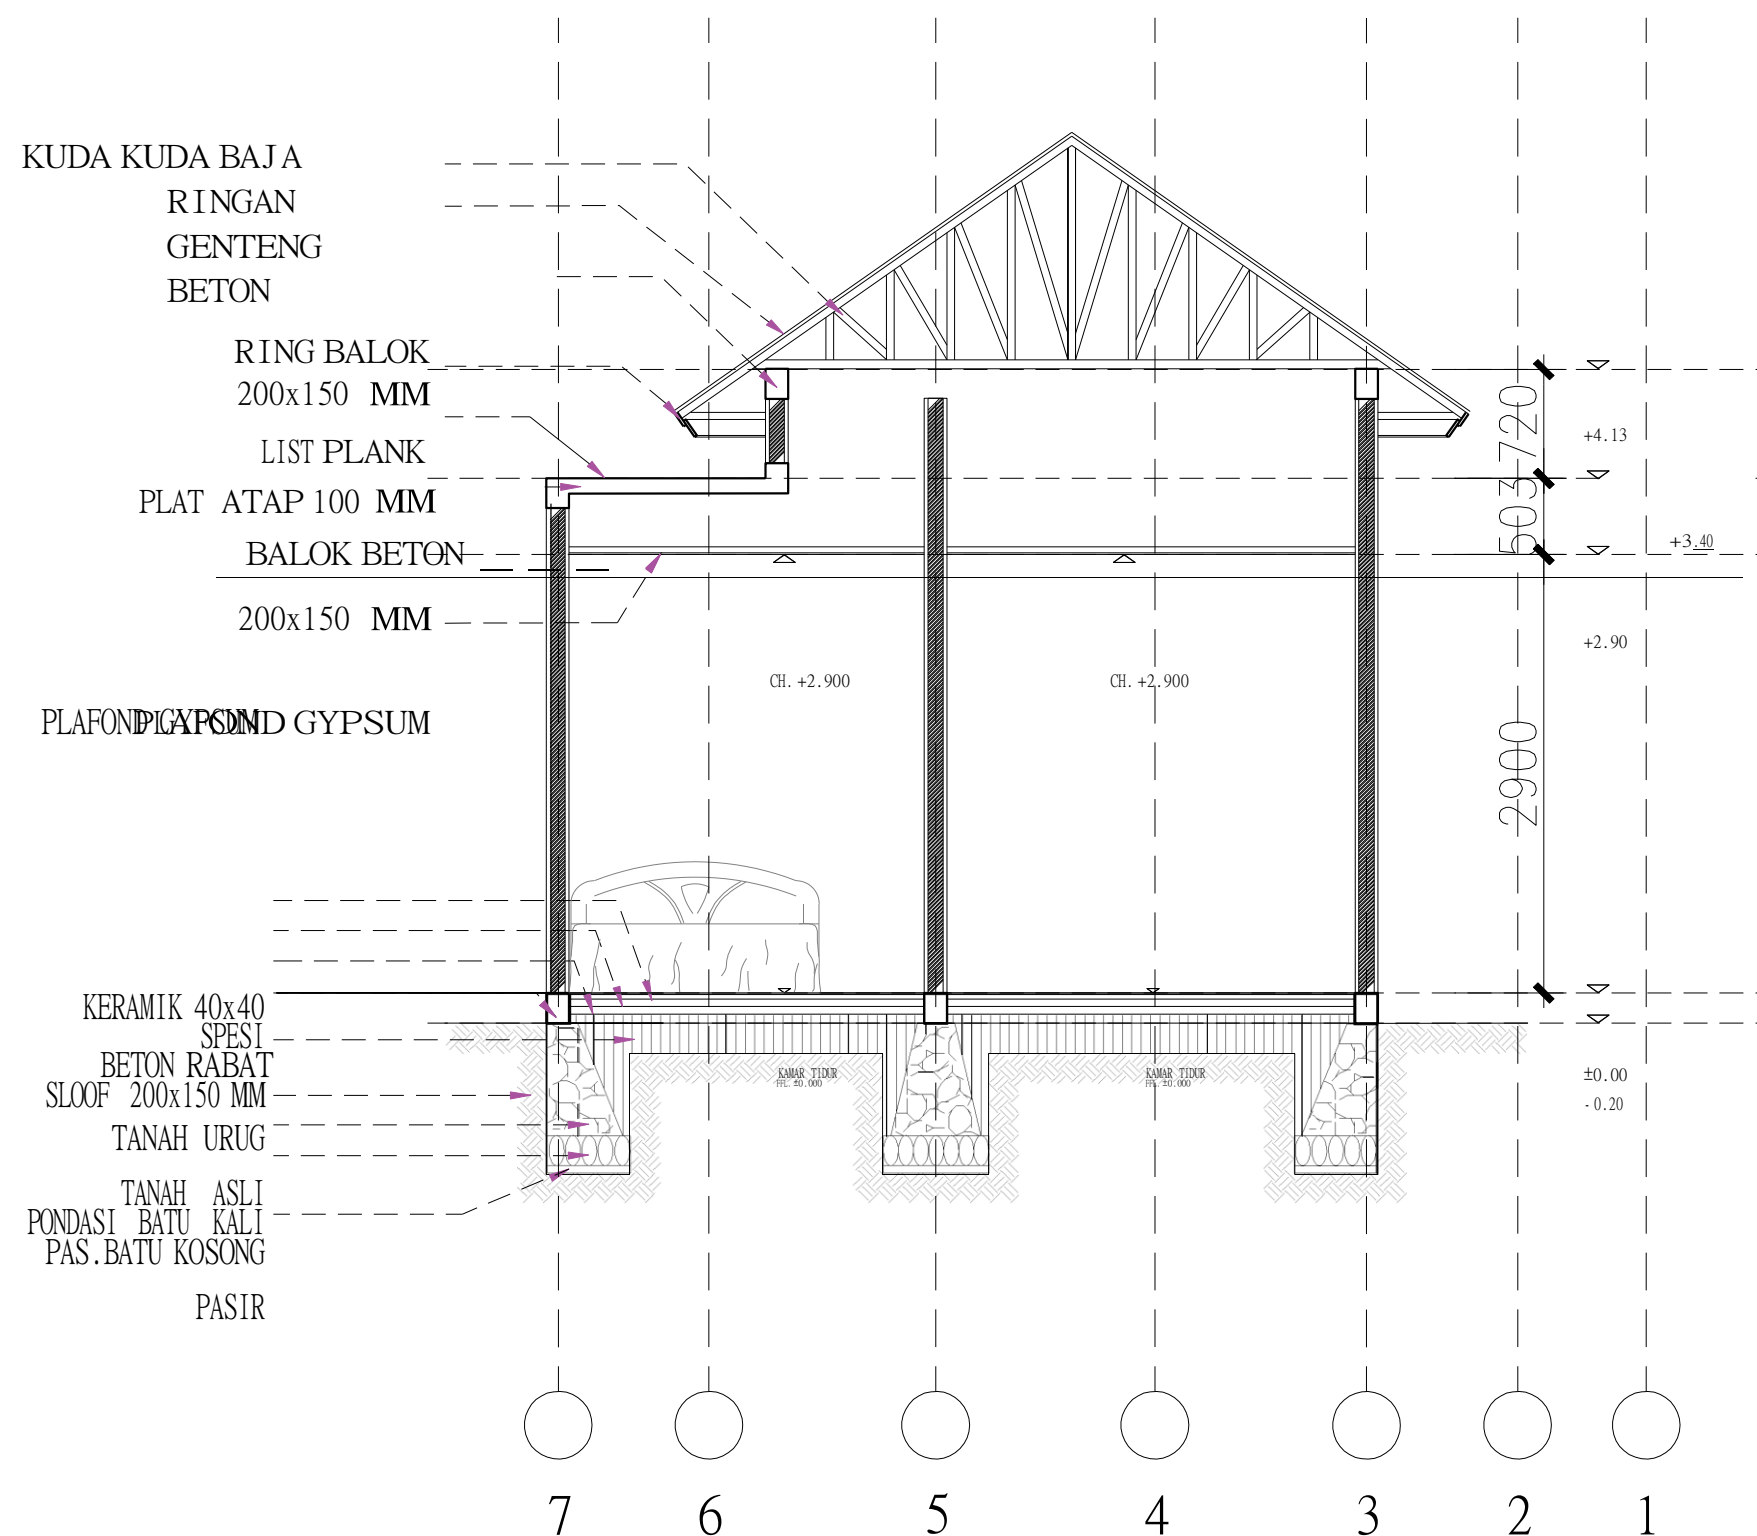 KUDA KUDA BAJA
RINGAN
GENTENG
BETON
RING BALOK
200x150 MM
LIST PLANK
PLAT ATAP 100 MM
BALOK BETON
200x150 MM
PLAFOND GYPSUM
PLAFOND GYPSUM
720
503
2900
+4.13
+3.40
+2.90
CH. +2.900
CH. +2.900
KERAMIK 40x40
SPESI
BETON RABAT
SLOOF 200x150 MM
TANAH URUG
TANAH ASLI
PONDASI BATU KALI
PAS.BATU KOSONG
PASIR
KAMAR TIDUR
FFL. ±0.000
KAMAR TIDUR
FFL. ±0.000
±0.00
-0.20
7 6 5 4 3 2 1